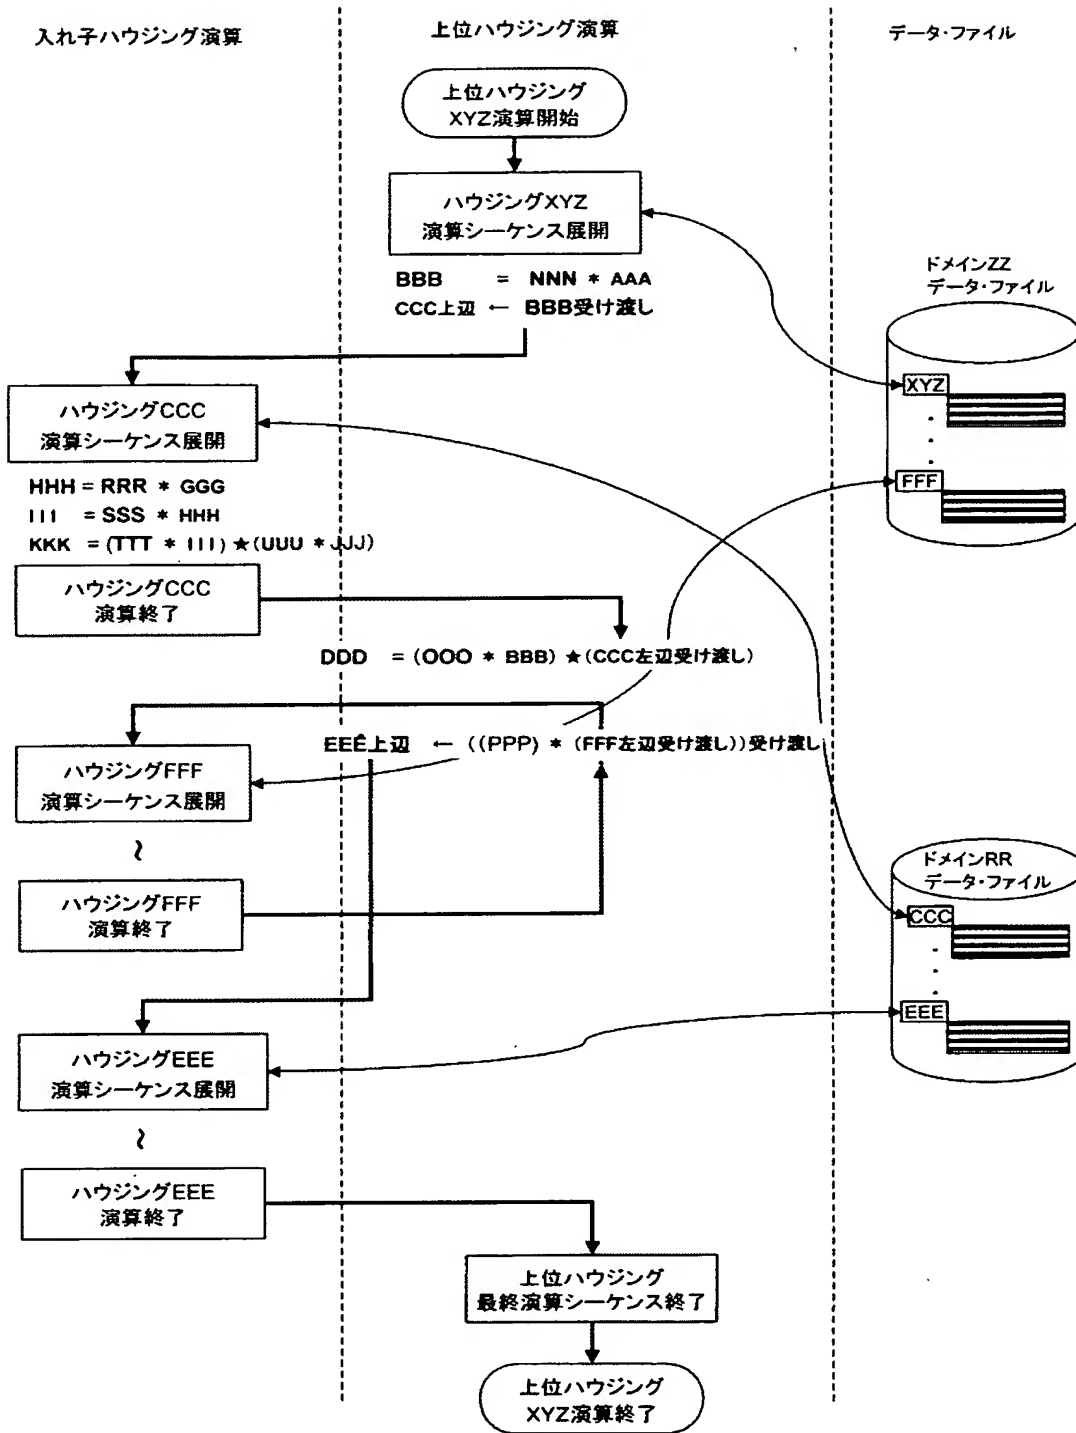 入れ子ハウジング演算
上位ハウジング演算
データ・ファイル
上位ハウジング
XYZ演算開始
ハウジングXYZ
演算シーケンス展開
BBB = NNN * AAA
CCC上辺 ← BBB受け渡し
ドメインZZ
データ・ファイル
XYZ
FFF
ハウジングCCC
演算シーケンス展開
HHH = RRR * GGG
III = SSS * HHH
KKK = (TTT * III) ★ (UUU * JJJ)
ハウジングCCC
演算終了
DDD = (OOO * BBB) ★ (CCC左辺受け渡し)
EEE上辺 ← ((PPP) * (FFF左辺受け渡し))受け渡し
ハウジングFFF
演算シーケンス展開
~
ハウジングFFF
演算終了
ドメインRR
データ・ファイル
CCC
EEE
ハウジングEEE
演算シーケンス展開
~
ハウジングEEE
演算終了
上位ハウジング
最終演算シーケンス終了
上位ハウジング
XYZ演算終了